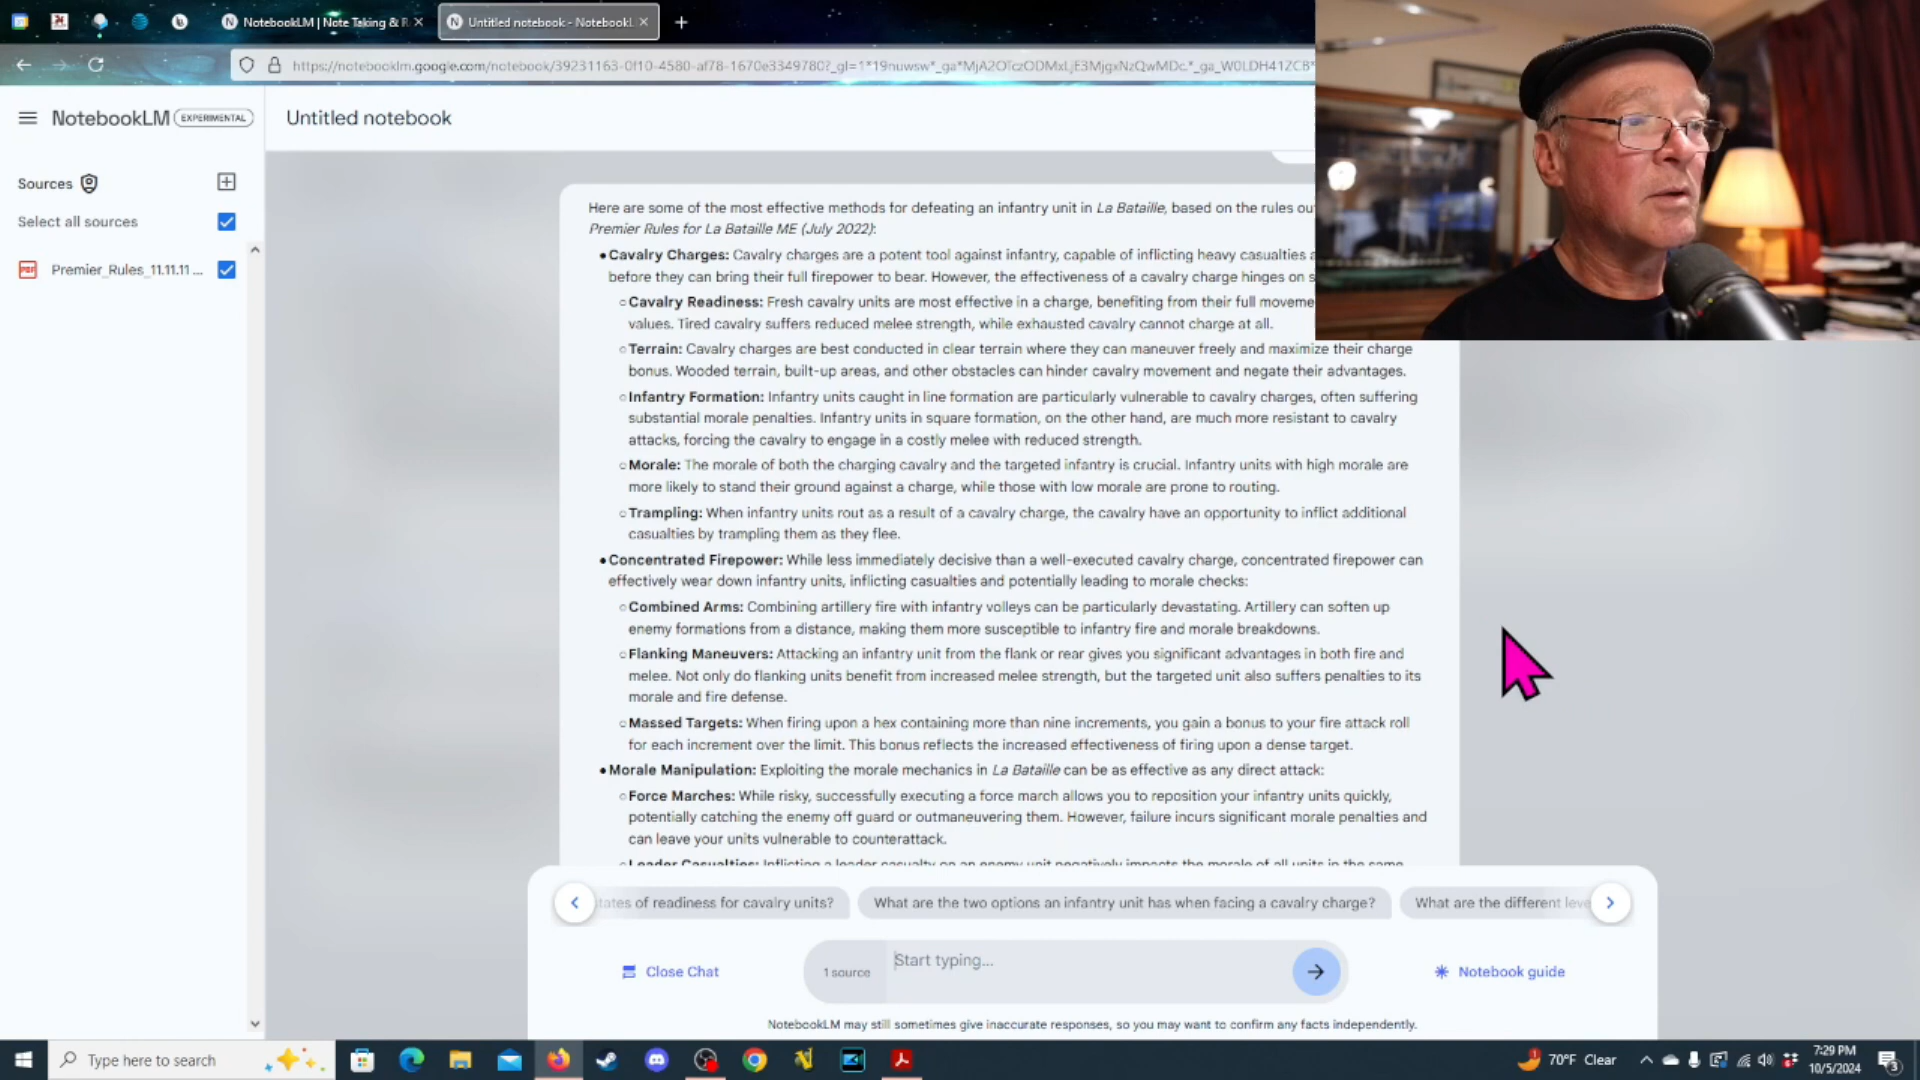 NotebookLM | Note Taking & R
Untitled notebook - NotebookL
NotebookLM EXPERIMENTAL
Untitled notebook
Sources
Select all sources
PDF Premier_Rules_11.11.11 ...
Here are some of the most effective methods for defeating an infantry unit in La Bataille, based on the rules ou
Premier Rules for La Bataille ME (July 2022):
• Cavalry Charges: Cavalry charges are a potent tool against infantry, capable of inflicting heavy casualties a
before they can bring their full firepower to bear. However, the effectiveness of a cavalry charge hinges on s
○ Cavalry Readiness: Fresh cavalry units are most effective in a charge, benefiting from their full moveme
values. Tired cavalry suffers reduced melee strength, while exhausted cavalry cannot charge at all.
○ Terrain: Cavalry charges are best conducted in clear terrain where they can maneuver freely and maximize their charge
bonus. Wooded terrain, built-up areas, and other obstacles can hinder cavalry movement and negate their advantages.
○ Infantry Formation: Infantry units caught in line formation are particularly vulnerable to cavalry charges, often suffering
substantial morale penalties. Infantry units in square formation, on the other hand, are much more resistant to cavalry
attacks, forcing the cavalry to engage in a costly melee with reduced strength.
○ Morale: The morale of both the charging cavalry and the targeted infantry is crucial. Infantry units with high morale are
more likely to stand their ground against a charge, while those with low morale are prone to routing.
○ Trampling: When infantry units rout as a result of a cavalry charge, the cavalry have an opportunity to inflict additional
casualties by trampling them as they flee.
• Concentrated Firepower: While less immediately decisive than a well-executed cavalry charge, concentrated firepower can
effectively wear down infantry units, inflicting casualties and potentially leading to morale checks:
○ Combined Arms: Combining artillery fire with infantry volleys can be particularly devastating. Artillery can soften up
enemy formations from a distance, making them more susceptible to infantry fire and morale breakdowns.
○ Flanking Maneuvers: Attacking an infantry unit from the flank or rear gives you significant advantages in both fire and
melee. Not only do flanking units benefit from increased melee strength, but the targeted unit also suffers penalties to its
morale and fire defense.
○ Massed Targets: When firing upon a hex containing more than nine increments, you gain a bonus to your fire attack roll
for each increment over the limit. This bonus reflects the increased effectiveness of firing upon a dense target.
• Morale Manipulation: Exploiting the morale mechanics in La Bataille can be as effective as any direct attack:
○ Force Marches: While risky, successfully executing a force march allows you to reposition your infantry units quickly,
potentially catching the enemy off guard or outmaneuvering them. However, failure incurs significant morale penalties and
can leave your units vulnerable to counterattack.
○ Leader Casualties: Inflicting a leader casualty on an enemy unit negatively impacts the morale of all units in the same
tates of readiness for cavalry units?
What are the two options an infantry unit has when facing a cavalry charge?
What are the different leve
Close Chat
1 source
Start typing...
Notebook guide
NotebookLM may still sometimes give inaccurate responses, so you may want to confirm any facts independently.
Type here to search
70°F Clear
7:29 PM
10/5/2024
3